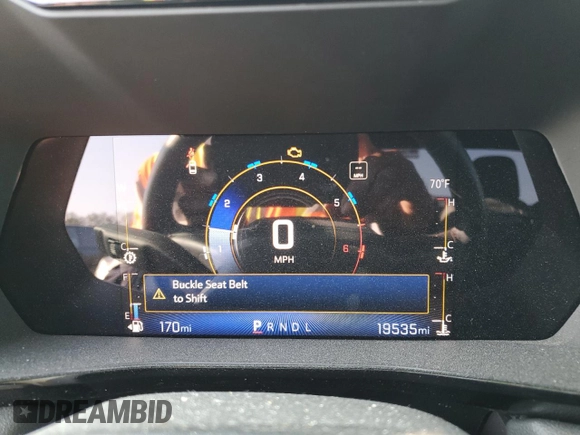 3 4
2 5
1 6
0
MPH
-- MPH
70°F
C H
C
F H
E C
Buckle Seat Belt
to Shift
170mi P R N D L 19535mi
DREAMBID